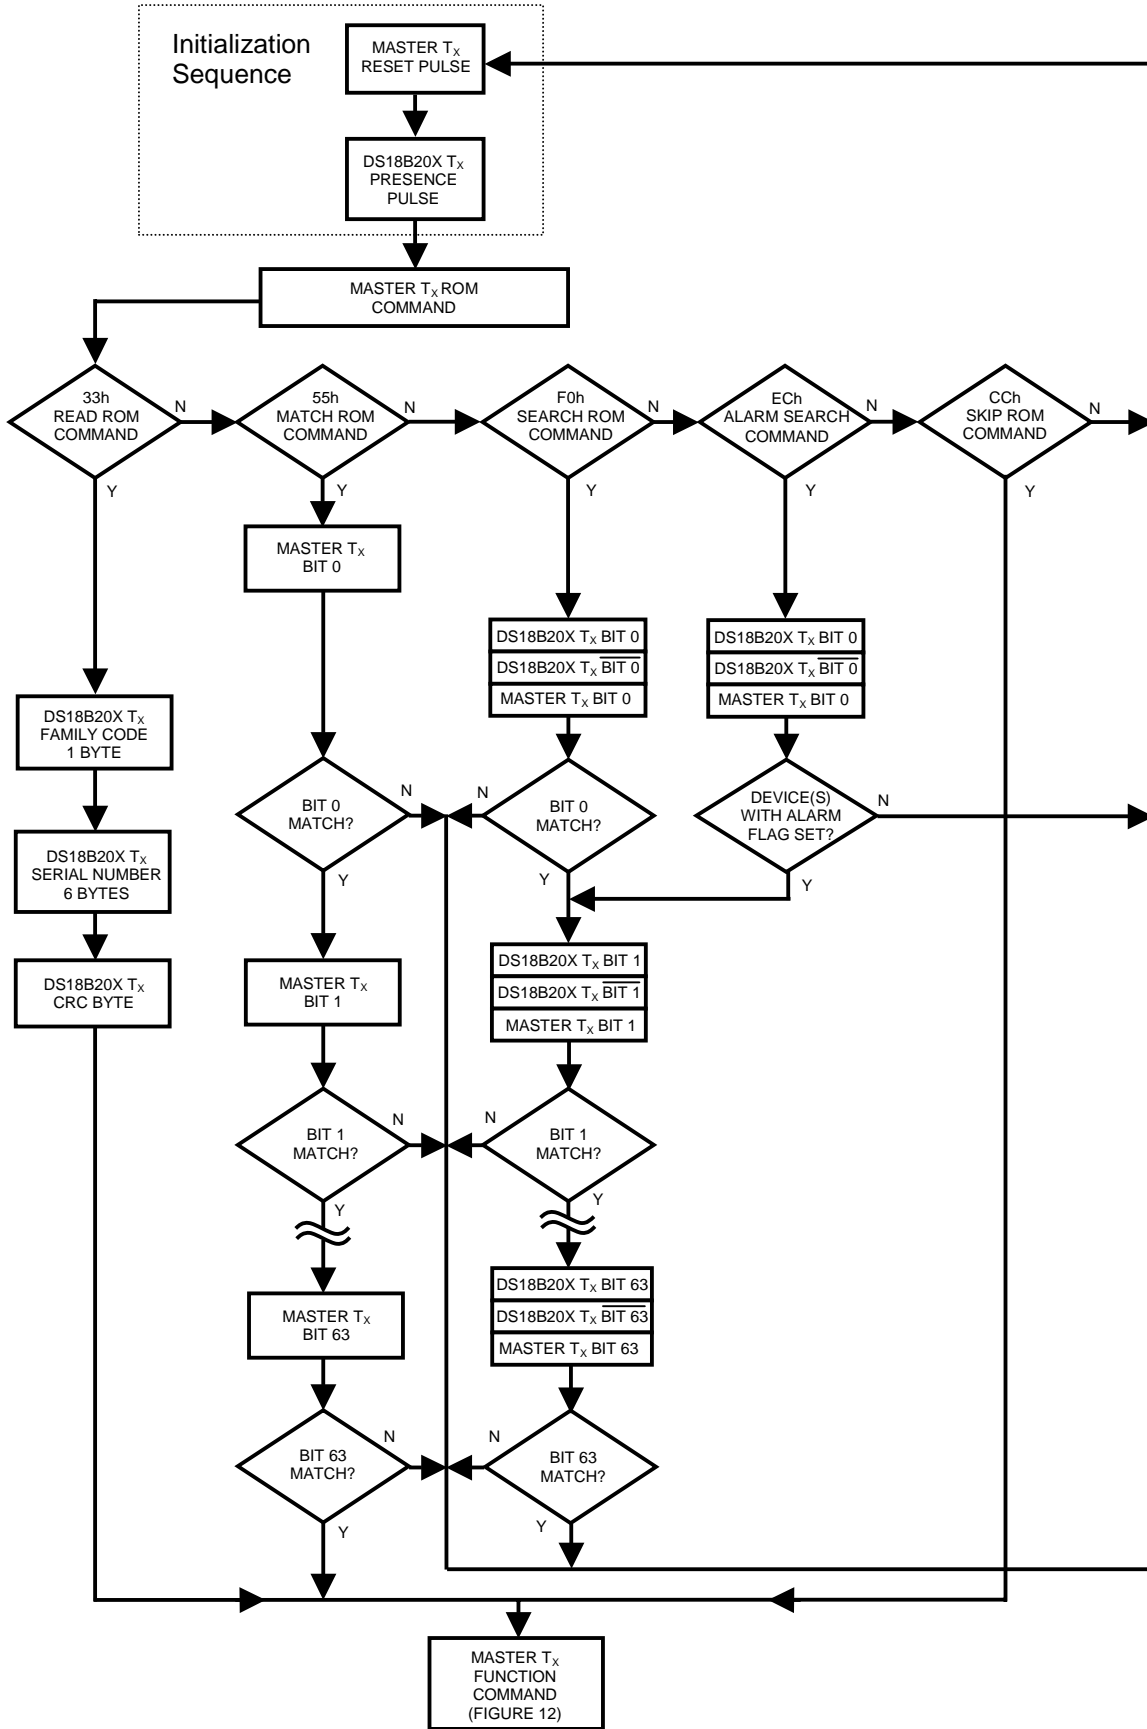 Initialization
Sequence
MASTER TX
RESET PULSE
DS18B20X TX
PRESENCE
PULSE
MASTER TX ROM
COMMAND
33h
READ ROM
COMMAND
N
Y
55h
MATCH ROM
COMMAND
N
Y
F0h
SEARCH ROM
COMMAND
N
Y
ECh
ALARM SEARCH
COMMAND
N
Y
CCh
SKIP ROM
COMMAND
N
Y
DS18B20X TX
FAMILY CODE
1 BYTE
DS18B20X TX
SERIAL NUMBER
6 BYTES
DS18B20X TX
CRC BYTE
MASTER TX
BIT 0
BIT 0
MATCH?
N
Y
MASTER TX
BIT 1
BIT 1
MATCH?
N
Y
MASTER TX
BIT 63
BIT 63
MATCH?
N
Y
DS18B20X TX BIT 0
DS18B20X TX BIT 0
MASTER TX BIT 0
BIT 0
MATCH?
N
Y
DS18B20X TX BIT 1
DS18B20X TX BIT 1
MASTER TX BIT 1
BIT 1
MATCH?
N
Y
DS18B20X TX BIT 63
DS18B20X TX BIT 63
MASTER TX BIT 63
BIT 63
MATCH?
N
Y
DS18B20X TX BIT 0
DS18B20X TX BIT 0
MASTER TX BIT 0
DEVICE(S)
WITH ALARM
FLAG SET?
N
Y
MASTER TX
FUNCTION
COMMAND
(FIGURE 12)